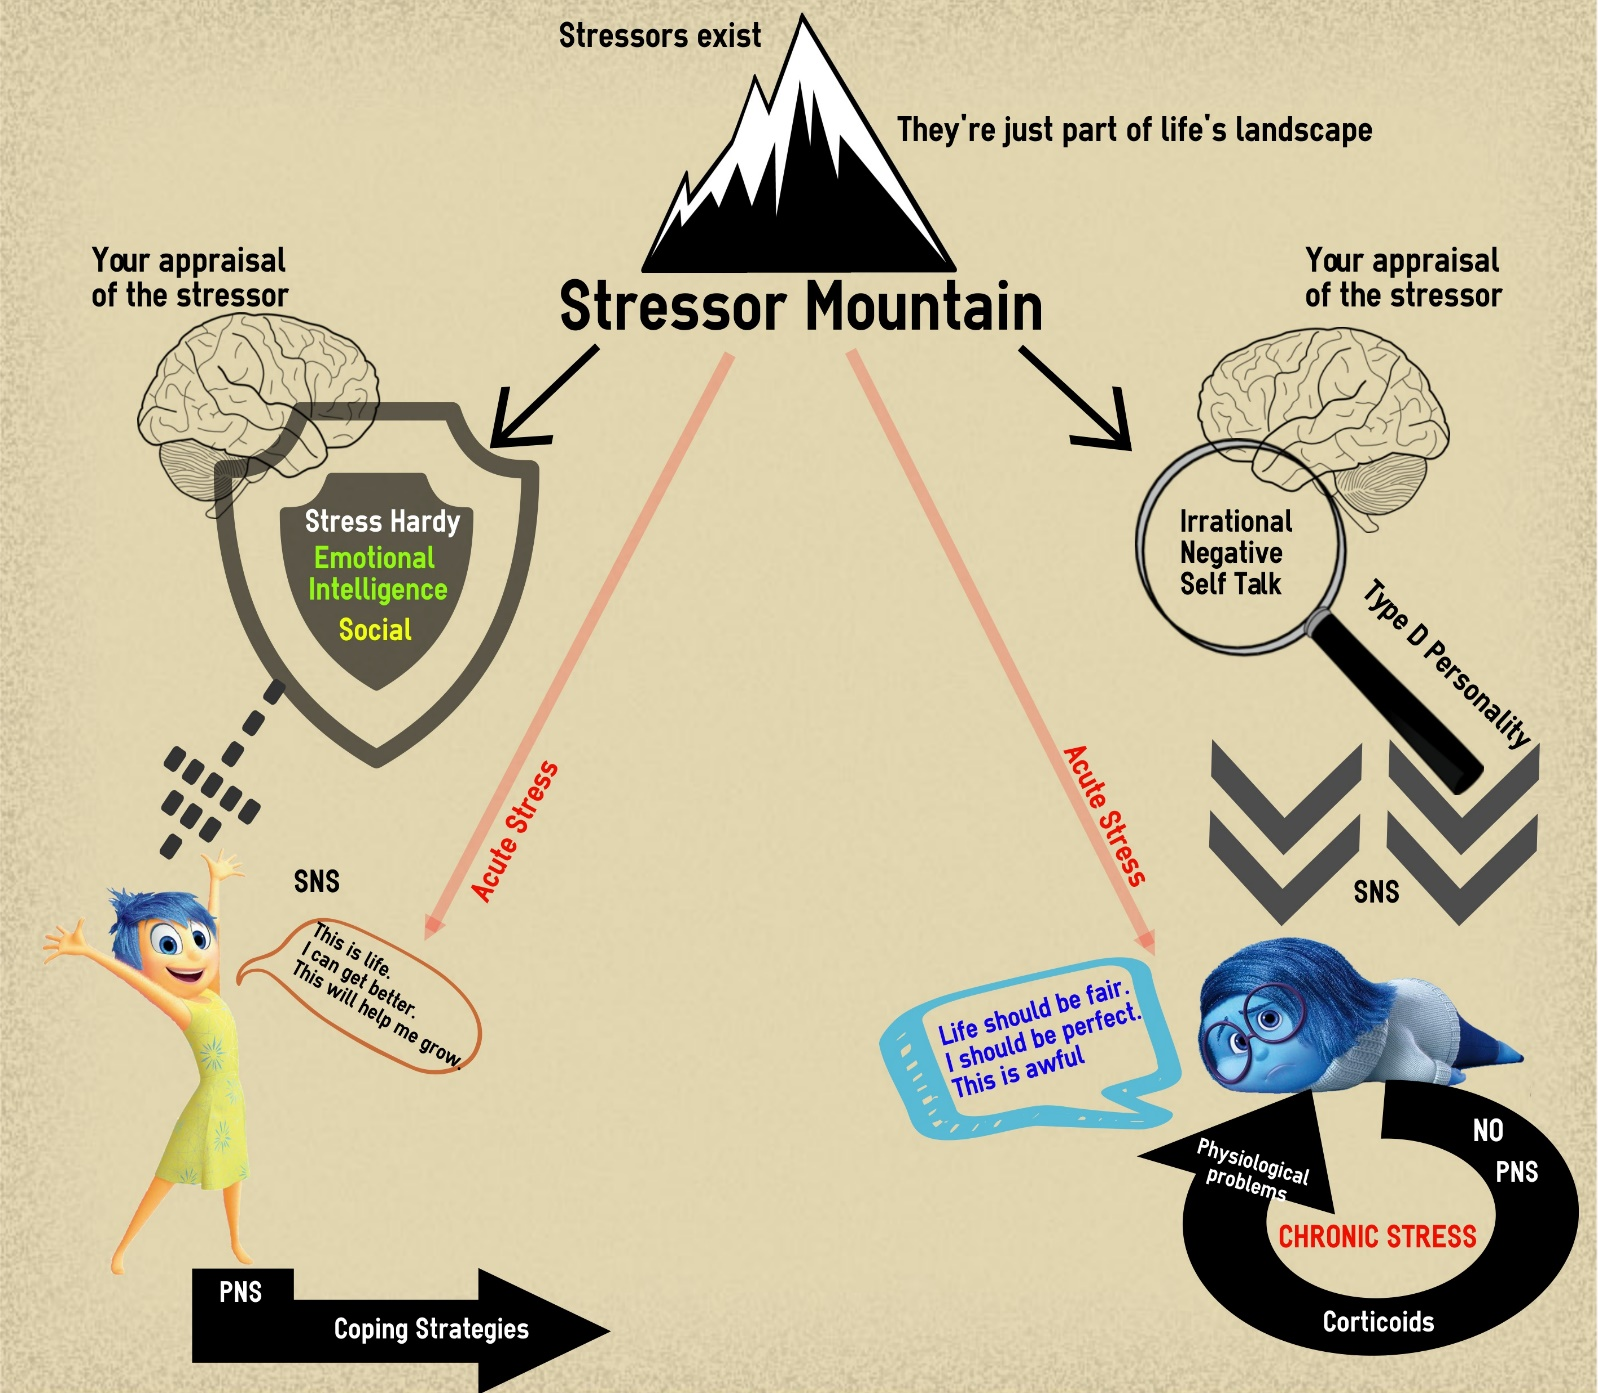 Stressors exist
They're just part of life's landscape
Stressor Mountain
Your appraisal
of the stressor
Your appraisal
of the stressor
Stress Hardy
Emotional
Intelligence
Social
Irrational
Negative
Self Talk
Type D Personality
Acute Stress
Acute Stress
SNS
SNS
This is life.
I can get better.
This will help me grow.
Life should be fair.
I should be perfect.
This is awful
NO
PNS
Physiological
problems
CHRONIC STRESS
Corticoids
PNS
Coping Strategies